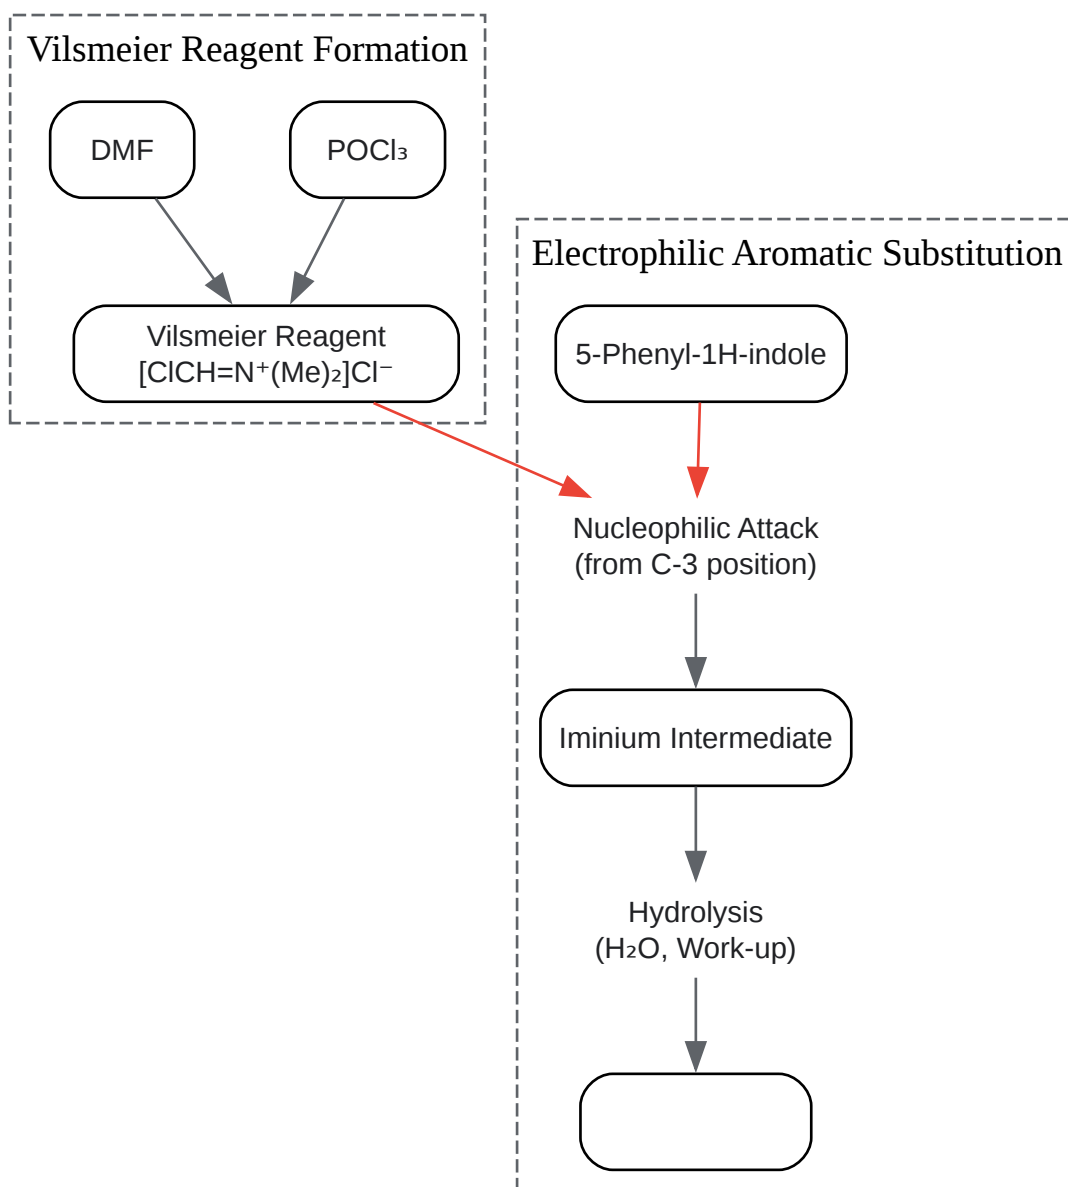 Vilsmeier Reagent Formation
DMF
POCl₃
Vilsmeier Reagent
[ClCH=N⁺(Me)₂]Cl⁻
Electrophilic Aromatic Substitution
5-Phenyl-1H-indole
Nucleophilic Attack
(from C-3 position)
Iminium Intermediate
Hydrolysis
(H₂O, Work-up)